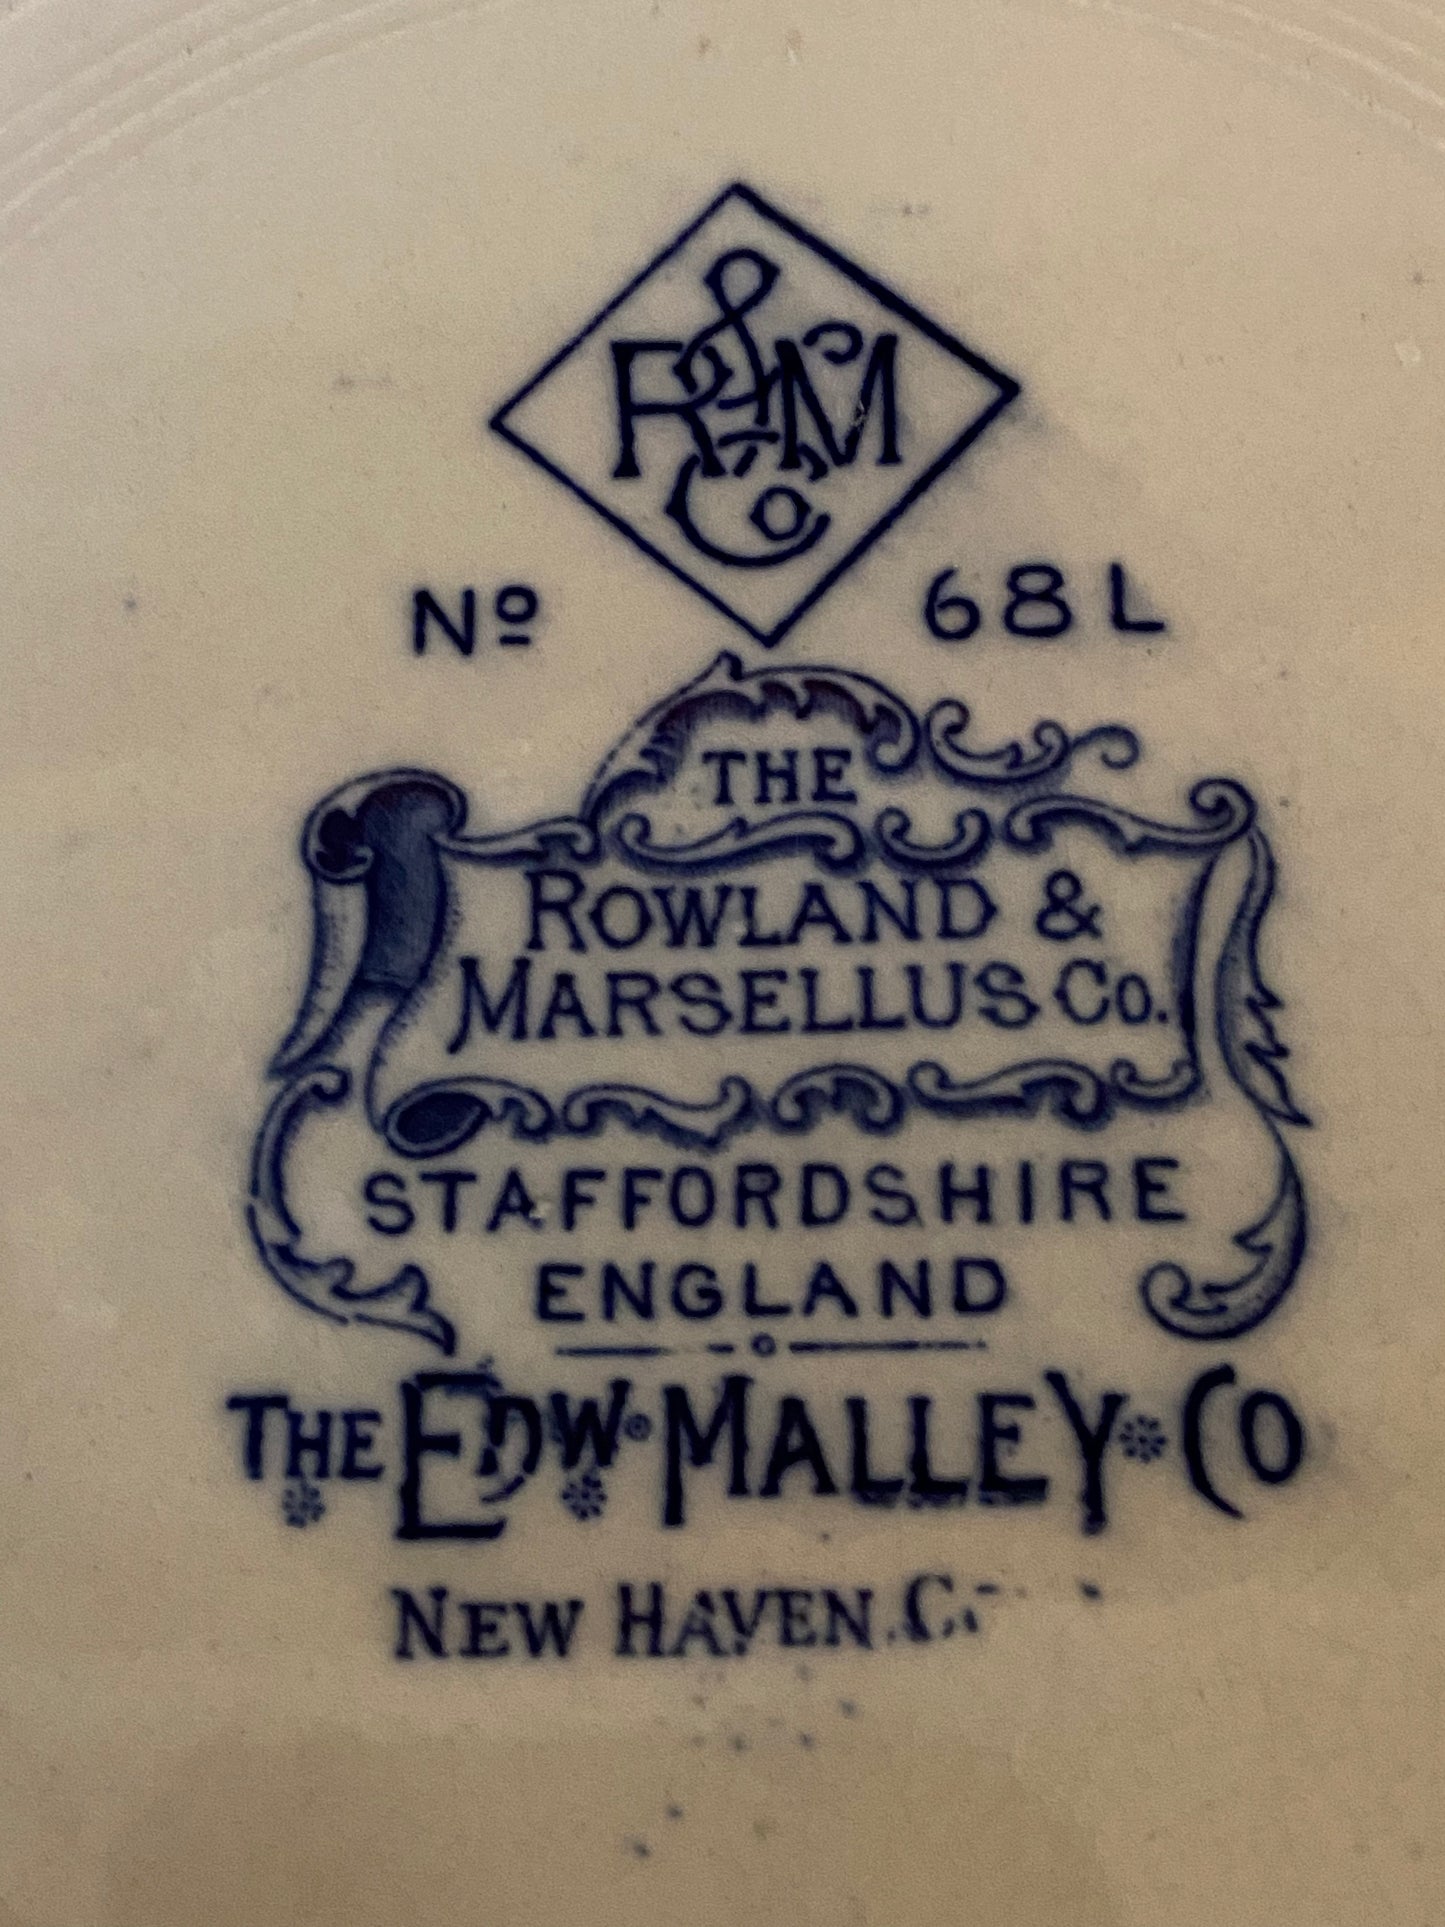 R & M Co
Nº 68L
THE
ROWLAND &
MARSELLUS Co.
STAFFORDSHIRE
ENGLAND
THE EDW. MALLEY CO
NEW HAVEN.